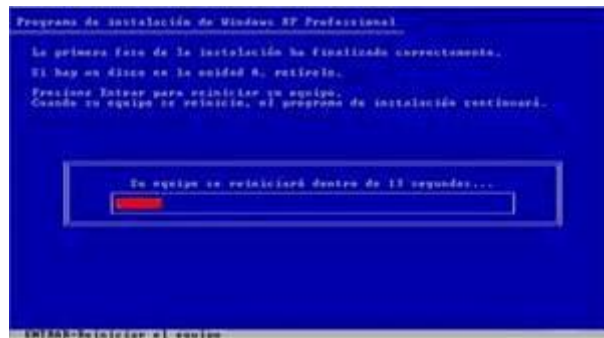 Programa de instalación de Windows XP Professional
La primera fase de la instalación ha finalizado correctamente.
Si hay un disco en la unidad A, retírelo.
Presione Entrar para reiniciar su equipo.
Cuando su equipo se reinicie, el programa de instalación continuará.
Su equipo se reiniciará dentro de 13 segundos...
ENTRAR=Reiniciar el equipo